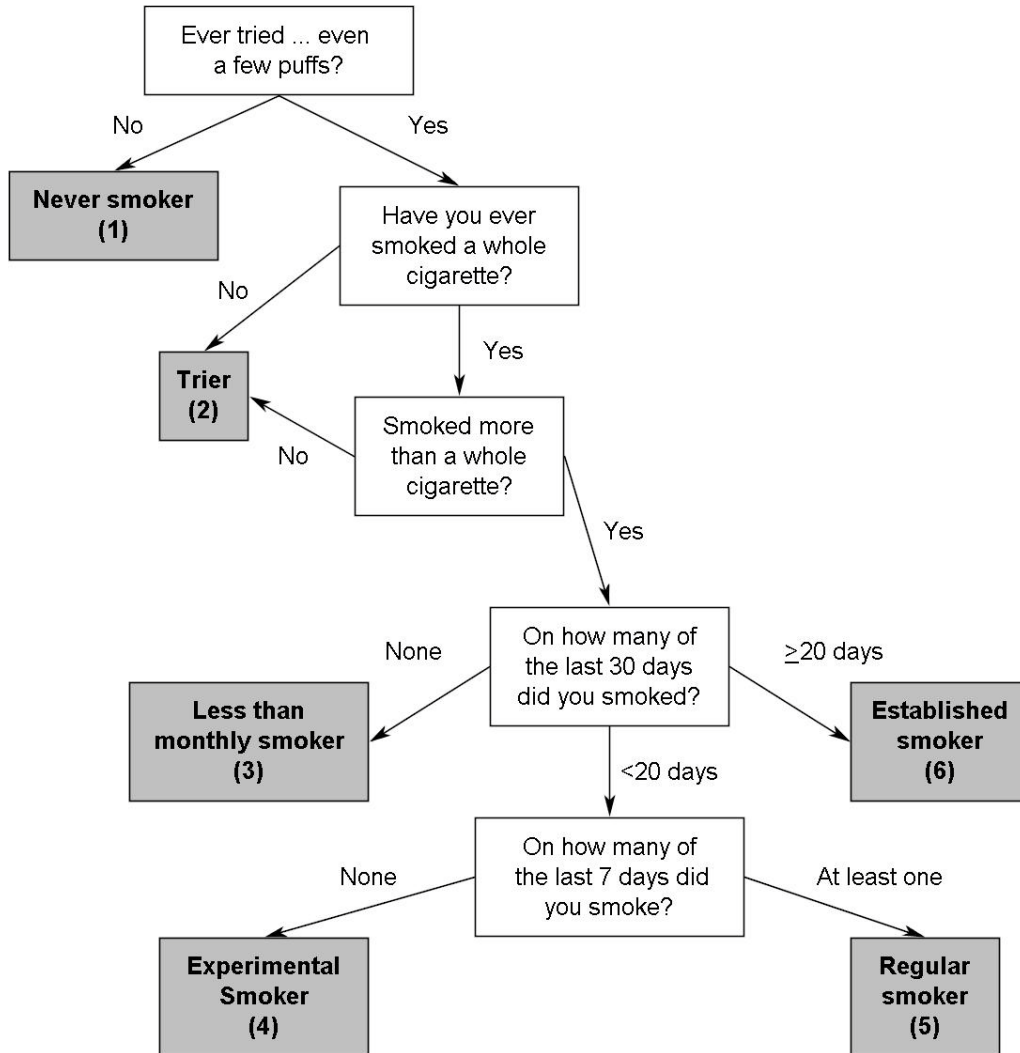 Ever tried ... even
a few puffs?
No
Yes
Never smoker
(1)
Have you ever
smoked a whole
cigarette?
No
Yes
Trier
(2)
Smoked more
than a whole
cigarette?
No
Yes
On how many of
the last 30 days
did you smoked?
None
≥20 days
Less than
monthly smoker
(3)
Established
smoker
(6)
<20 days
On how many of
the last 7 days did
you smoke?
None
At least one
Experimental
Smoker
(4)
Regular
smoker
(5)